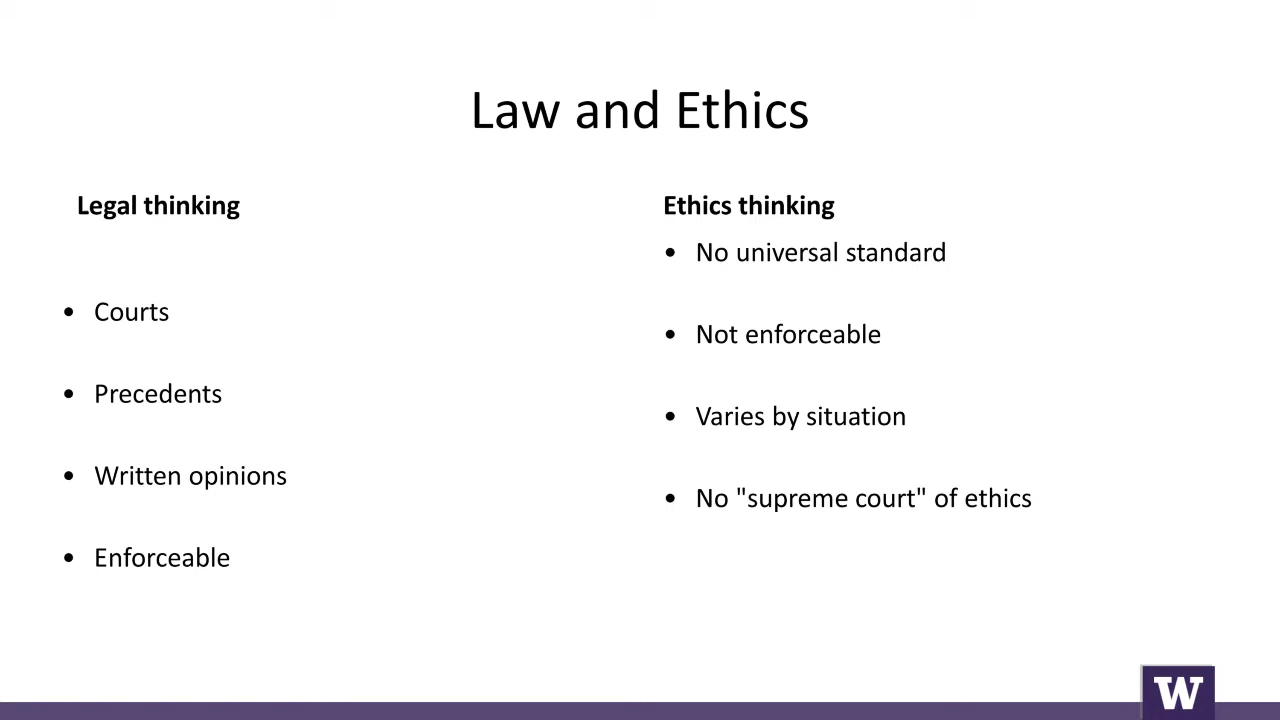 Law and Ethics
Legal thinking
• Courts
• Precedents
• Written opinions
• Enforceable
Ethics thinking
• No universal standard
• Not enforceable
• Varies by situation
• No "supreme court" of ethics
W